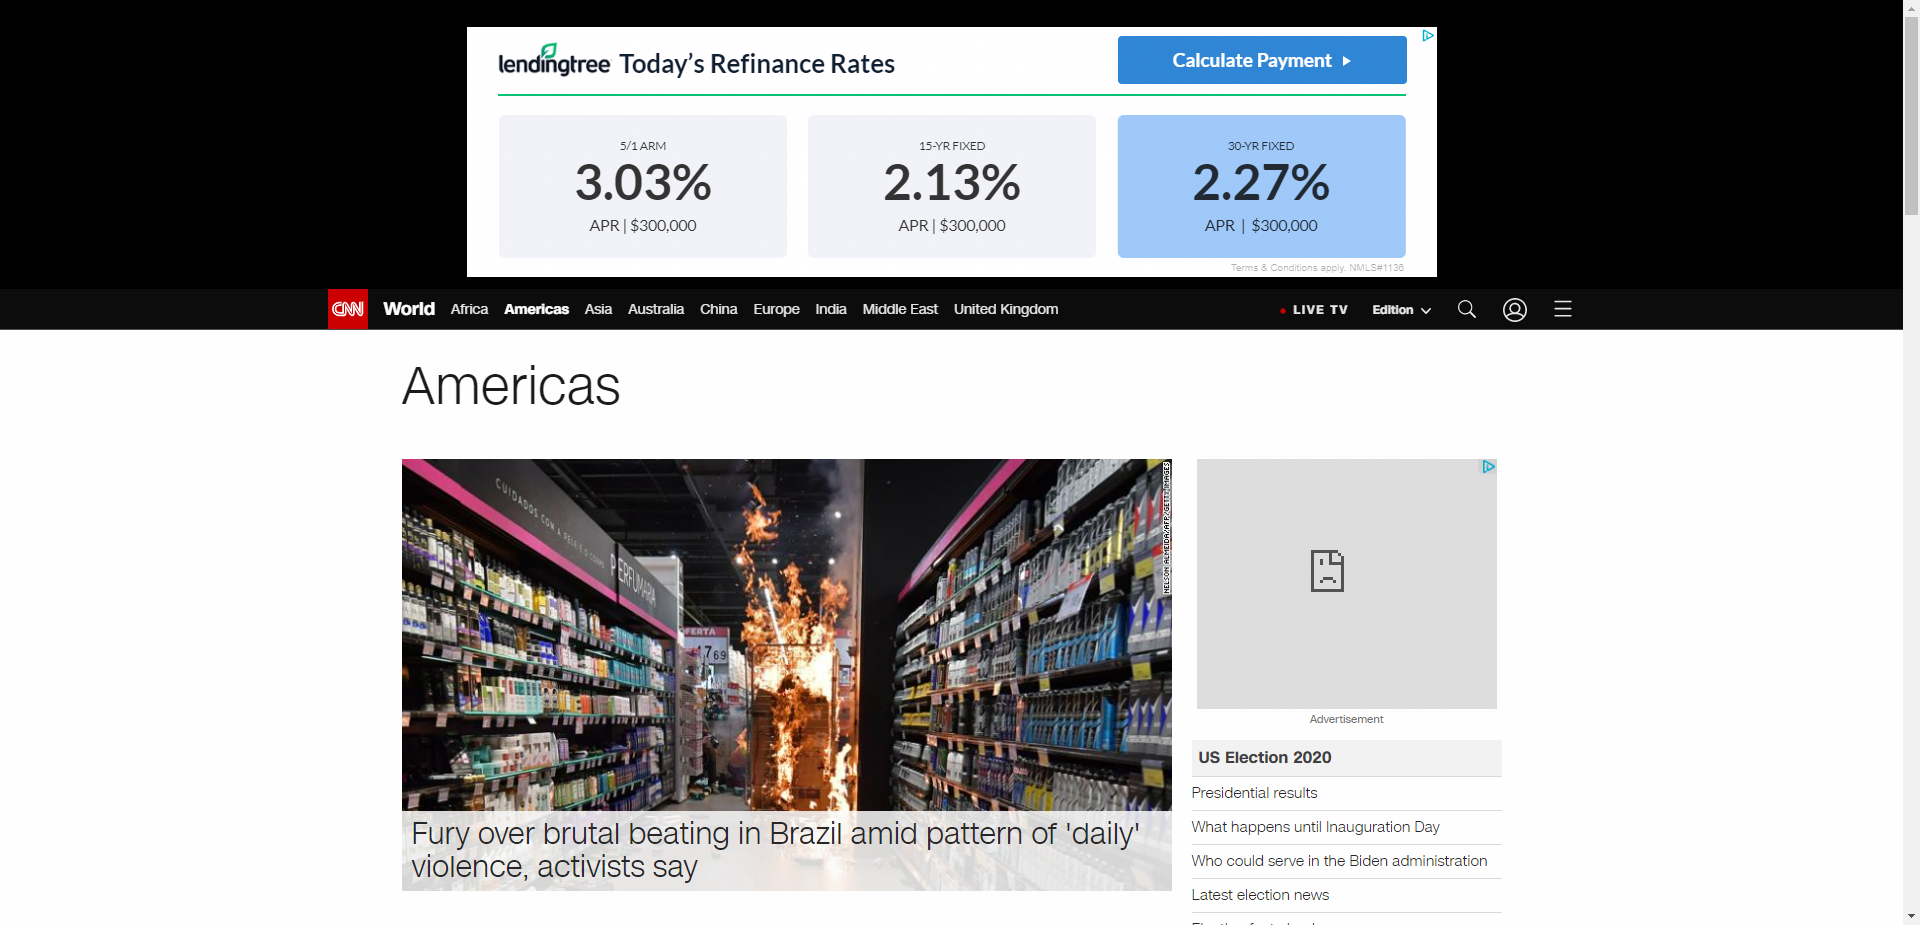 lendingtree Today's Refinance Rates
Calculate Payment
5/1 ARM
3.03%
APR | $300,000
15-YR FIXED
2.13%
APR | $300,000
30-YR FIXED
2.27%
APR | $300,000
Terms & Conditions apply. NMLS#1136
CNN World Africa Americas Asia Australia China Europe India Middle East United Kingdom
LIVE TV Edition
Americas
CUIDADOS COM A PELE E O CORPO
PERFUMARIA
OFERTA
NELSON ALMEIDA/AFP/GETTY IMAGES
Fury over brutal beating in Brazil amid pattern of 'daily'
violence, activists say
Advertisement
US Election 2020
Presidential results
What happens until Inauguration Day
Who could serve in the Biden administration
Latest election news